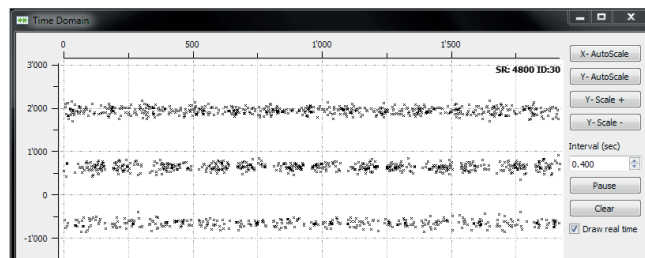 Time Domain
0 500 1'000 1'500
X- AutoScale
3'000
SR: 4800 ID:30
Y- AutoScale
2'000
Y- Scale +
Y- Scale -
1'000
Interval (sec)
0.400
0
Pause
Clear
-1'000
Draw real time